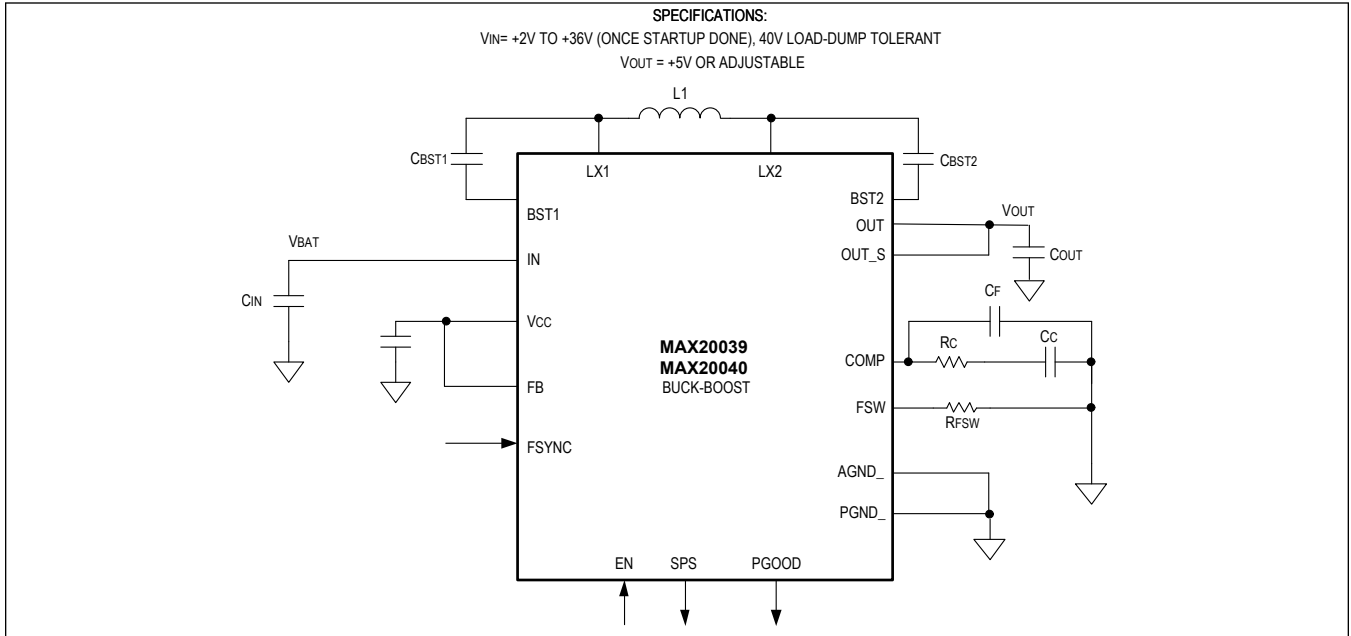 SPECIFICATIONS:
VIN= +2V TO +36V (ONCE STARTUP DONE), 40V LOAD-DUMP TOLERANT
VOUT = +5V OR ADJUSTABLE
L1
CBST1
CBST2
LX1
LX2
BST1
BST2
VBAT
IN
OUT
VOUT
OUT_S
COUT
CIN
VCC
CF
MAX20039
MAX20040
BUCK-BOOST
COMP
RC
CC
FB
FSW
RFSW
FSYNC
AGND_
PGND_
EN
SPS
PGOOD